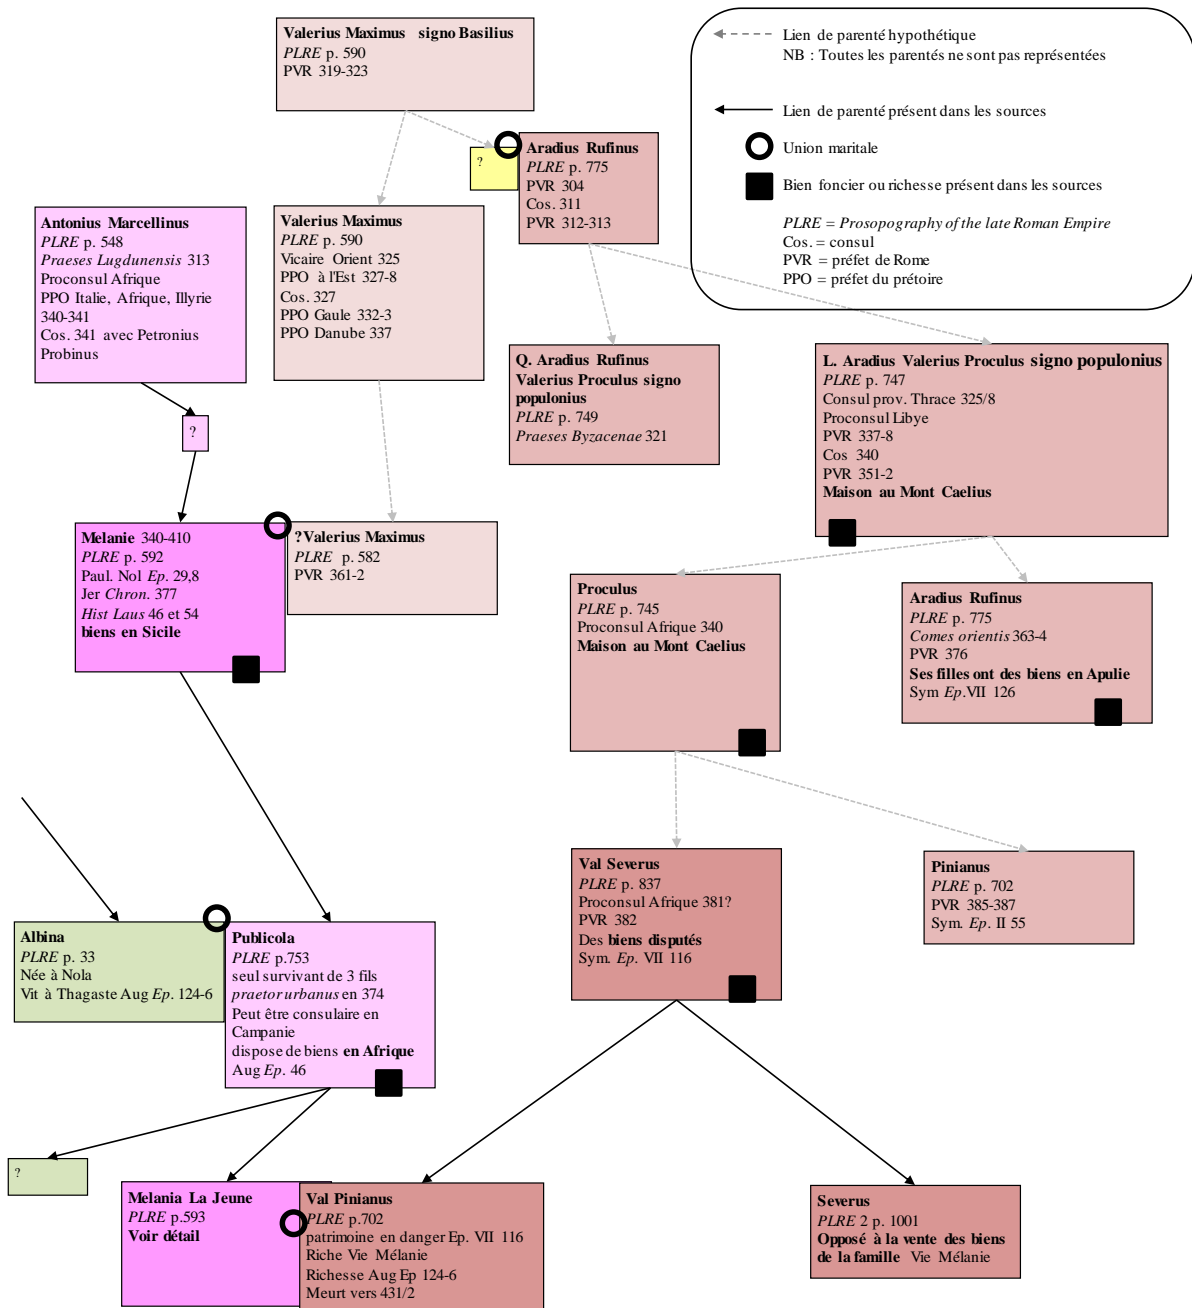 Valerius Maximus signo Basilius
PLRE p. 590
PVR 319-323
Lien de parenté hypothétique
NB : Toutes les parentés ne sont pas représentées
Lien de parenté présent dans les sources
Union maritale
Bien foncier ou richesse présent dans les sources
PLRE = Prosopography of the late Roman Empire
Cos. = consul
PVR = préfet de Rome
PPO = préfet du prétoire
?
Aradius Rufinus
PLRE p. 775
PVR 304
Cos. 311
PVR 312-313
Antonius Marcellinus
PLRE p. 548
Praeses Lugdunensis 313
Proconsul Afrique
PPO Italie, Afrique, Illyrie
340-341
Cos. 341 avec Petronius
Probinus
Valerius Maximus
PLRE p. 590
Vicaire Orient 325
PPO à l'Est 327-8
Cos. 327
PPO Gaule 332-3
PPO Danube 337
Q. Aradius Rufinus
Valerius Proculus signo
populonius
PLRE p. 749
Praeses Byzacenae 321
L. Aradius Valerius Proculus signo populonius
PLRE p. 747
Consul prov. Thrace 325/8
Proconsul Libye
PVR 337-8
Cos 340
PVR 351-2
Maison au Mont Caelius
?
Melanie 340-410
PLRE p. 592
Paul. Nol Ep. 29,8
Jer Chron. 377
Hist Laus 46 et 54
biens en Sicile
?Valerius Maximus
PLRE p. 582
PVR 361-2
Proculus
PLRE p. 745
Proconsul Afrique 340
Maison au Mont Caelius
Aradius Rufinus
PLRE p. 775
Comes orientis 363-4
PVR 376
Ses filles ont des biens en Apulie
Sym Ep.VII 126
Val Severus
PLRE p. 837
Proconsul Afrique 381?
PVR 382
Des biens disputés
Sym. Ep. VII 116
Pinianus
PLRE p. 702
PVR 385-387
Sym. Ep. II 55
Albina
PLRE p. 33
Née à Nola
Vit à Thagaste Aug Ep. 124-6
Publicola
PLRE p.753
seul survivant de 3 fils
praetor urbanus en 374
Peut être consulaire en
Campanie
dispose de biens en Afrique
Aug Ep. 46
?
Melania La Jeune
PLRE p.593
Voir détail
Val Pinianus
PLRE p.702
patrimoine en danger Ep. VII 116
Riche Vie Mélanie
Richesse Aug Ep 124-6
Meurt vers 431/2
Severus
PLRE 2 p. 1001
Opposé à la vente des biens
de la famille Vie Mélanie